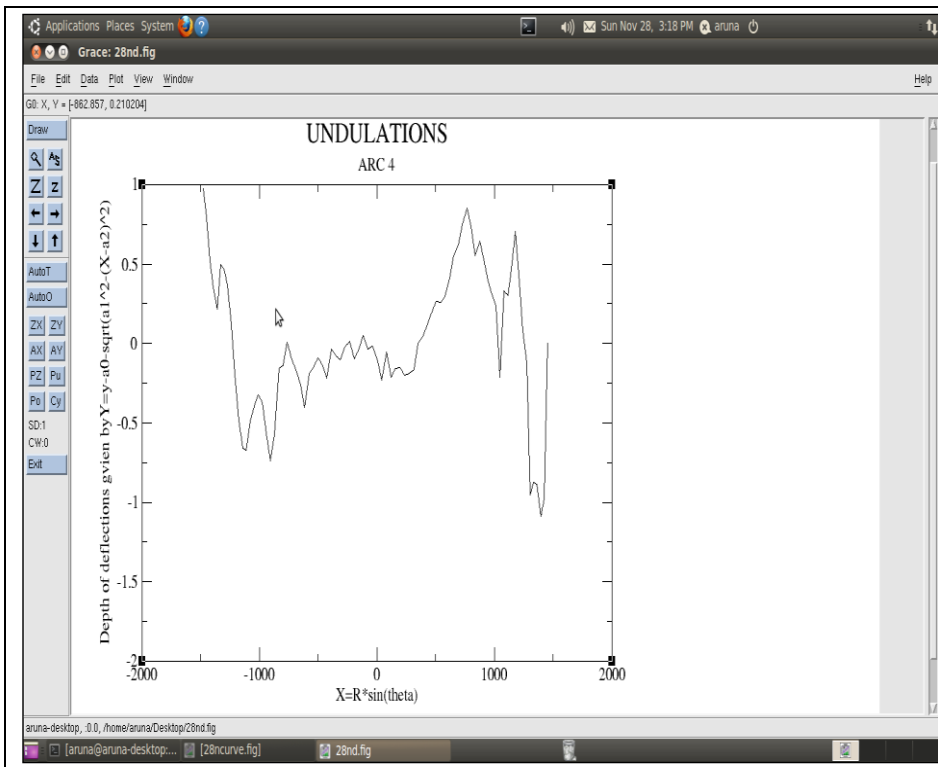 Applications Places System Sun Nov 28, 3:18 PM aruna
Grace: 28nd.fig
File Edit Data Plot View Window Help
G0: X, Y = [-862.857, 0.210204]
Draw
AS
Z z
AutoT
AutoO
ZX ZY
AX AY
PZ Pu
Po Cy
SD:1
CW:0
Exit
UNDULATIONS
ARC 4
Depth of deflections gvien byY=y-a0-sqrt(a1^2-(X-a2)^2)
1
0.5
0
-0.5
-1
-1.5
-2
-2000 -1000 0 1000 2000
X=R*sin(theta)
aruna-desktop, :0.0, /home/aruna/Desktop/28nd.fig
[aruna@aruna-desktop:... [28ncurve.fig] 28nd.fig